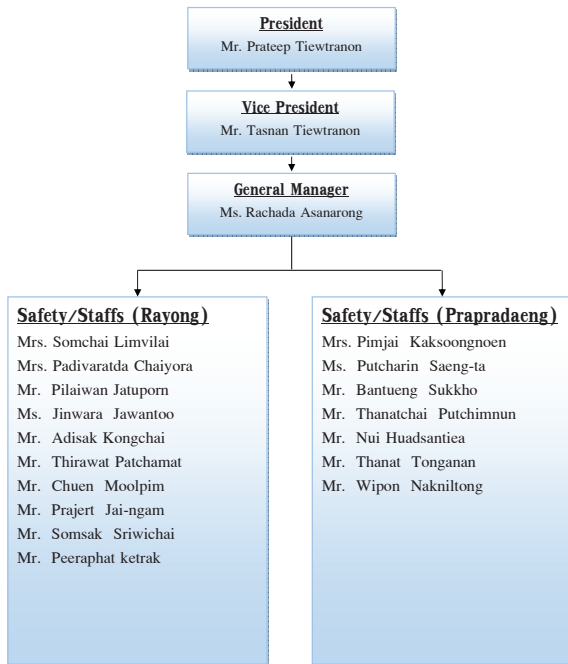 President
Mr. Prateep Tiewtranon
Vice President
Mr. Tasnan Tiewtranon
General Manager
Ms. Rachada Asanarong
Safety/Staffs (Rayong)
Mrs. Somchai Limvilai
Mrs. Padivaratda Chaiyora
Mr. Pilaiwan Jatuporn
Ms. Jinwara Jawantoo
Mr. Adisak Kongchai
Mr. Thirawat Patchamat
Mr. Chuen Moolpim
Mr. Prajert Jai-ngam
Mr. Somsak Sriwichai
Mr. Peeraphat ketrak
Safety/Staffs (Prapradaeng)
Mrs. Pimjai Kaksoongnoen
Ms. Putcharin Saeng-ta
Mr. Bantueng Sukkho
Mr. Thanatchai Putchimnun
Mr. Nui Huadsantiea
Mr. Thanat Tonganan
Mr. Wipon Nakniltong